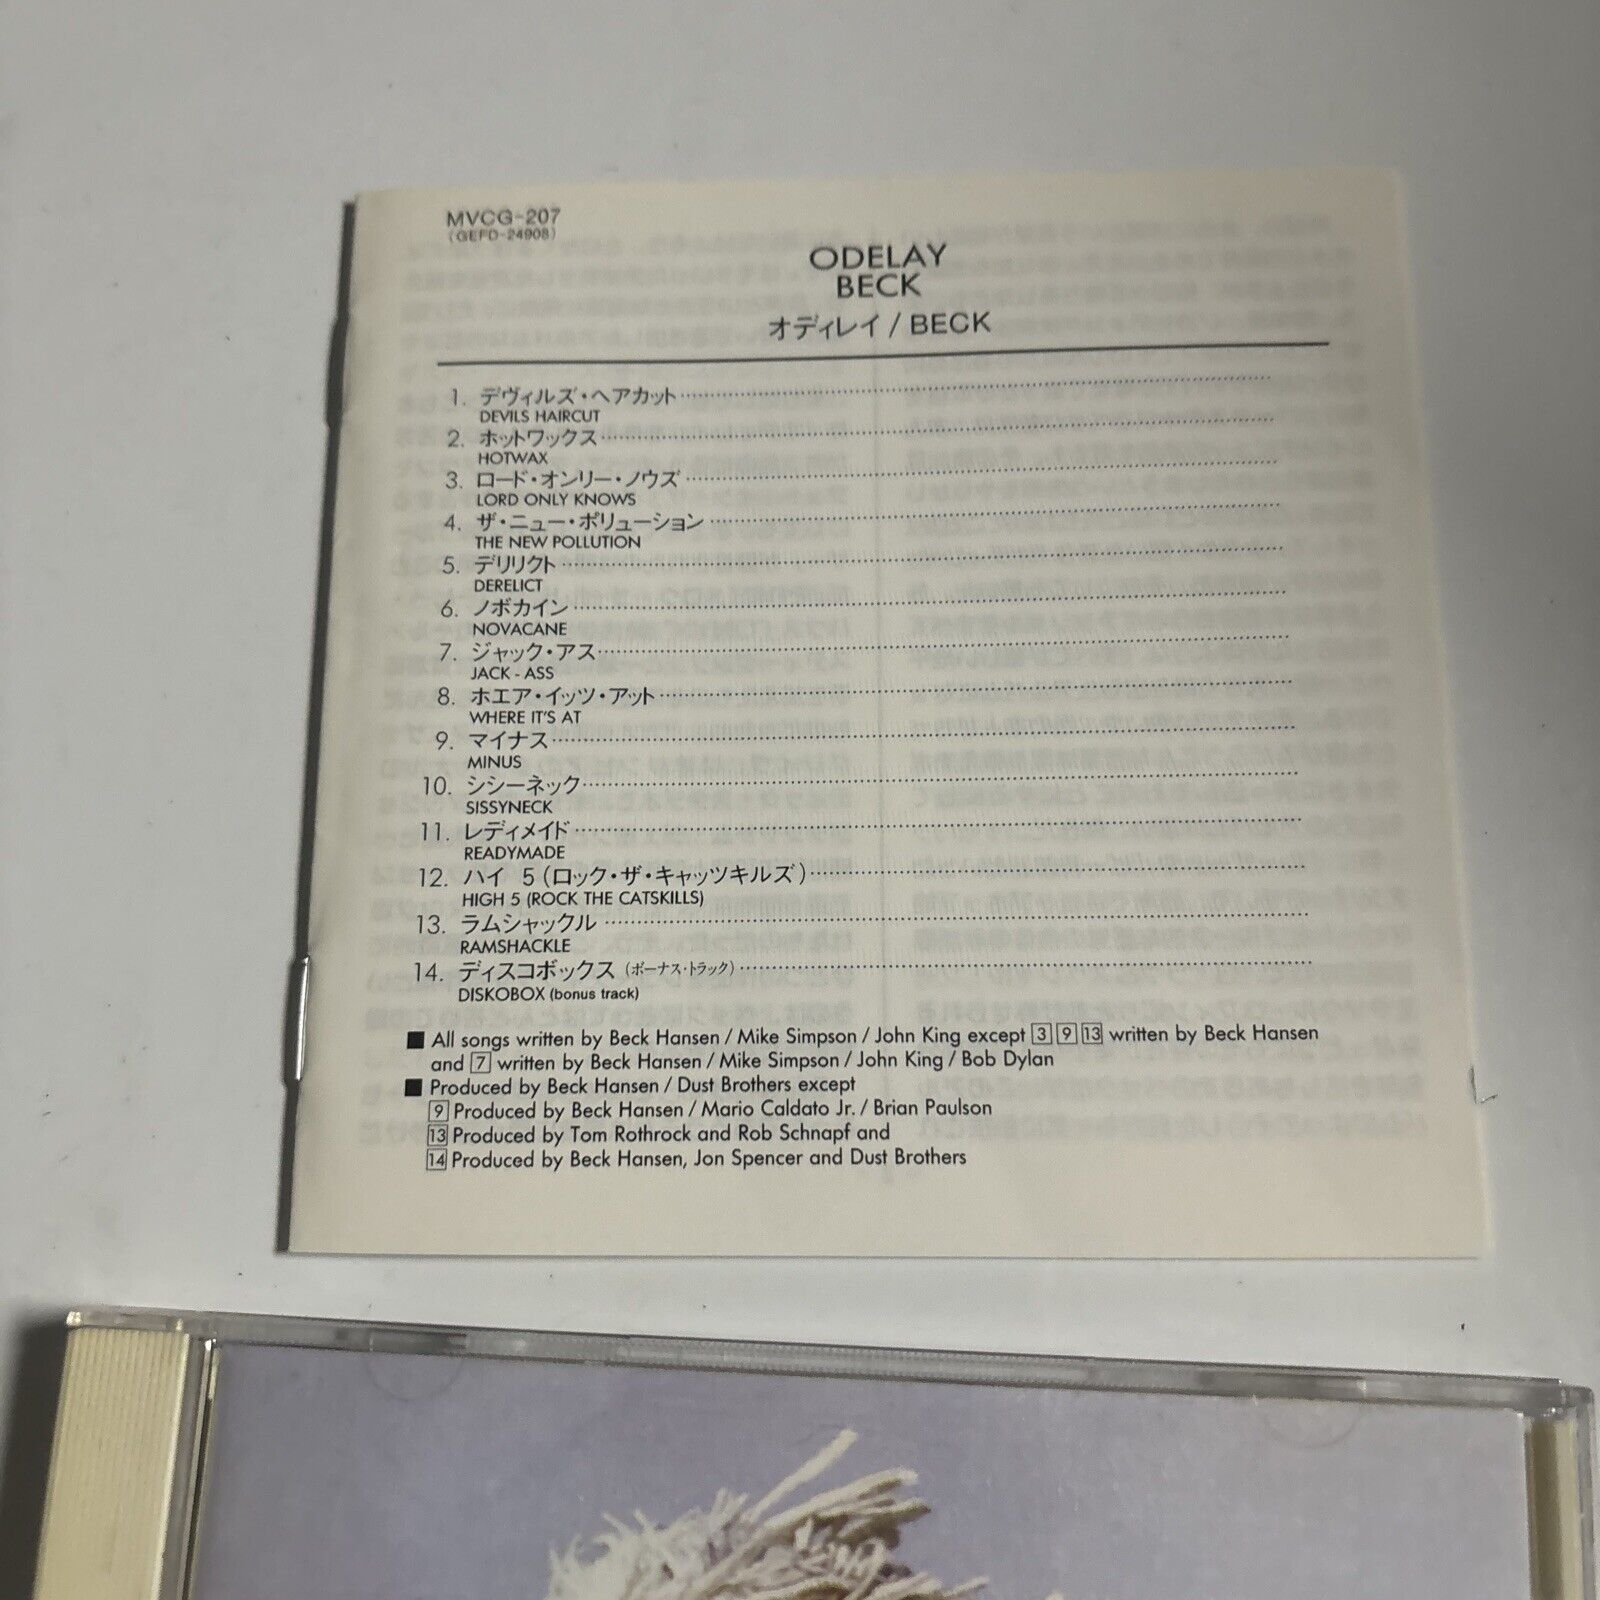 MVCG-207
(GEFD-24908)
ODELAY
BECK
オディレイ / BECK
1. デヴィルズ・ヘアカット
DEVILS HAIRCUT
2. ホットワックス
HOTWAX
3. ロード・オンリー・ノウズ
LORD ONLY KNOWS
4. ザ・ニュー・ポリューション
THE NEW POLLUTION
5. デリリクト
DERELICT
6. ノボカイン
NOVACANE
7. ジャック・アス
JACK - ASS
8. ホエア・イッツ・アット
WHERE IT'S AT
9. マイナス
MINUS
10. シシーネック
SISSYNECK
11. レディメイド
READYMADE
12. ハイ 5 (ロック・ザ・キャッツキルズ)
HIGH 5 (ROCK THE CATSKILLS)
13. ラムシャックル
RAMSHACKLE
14. ディスコボックス (ボーナス・トラック)
DISKOBOX (bonus track)
■ All songs written by Beck Hansen / Mike Simpson / John King except 3 9 13 written by Beck Hansen
and 7 written by Beck Hansen / Mike Simpson / John King / Bob Dylan
■ Produced by Beck Hansen / Dust Brothers except
9 Produced by Beck Hansen / Mario Caldato Jr. / Brian Paulson
13 Produced by Tom Rothrock and Rob Schnapf and
14 Produced by Beck Hansen, Jon Spencer and Dust Brothers